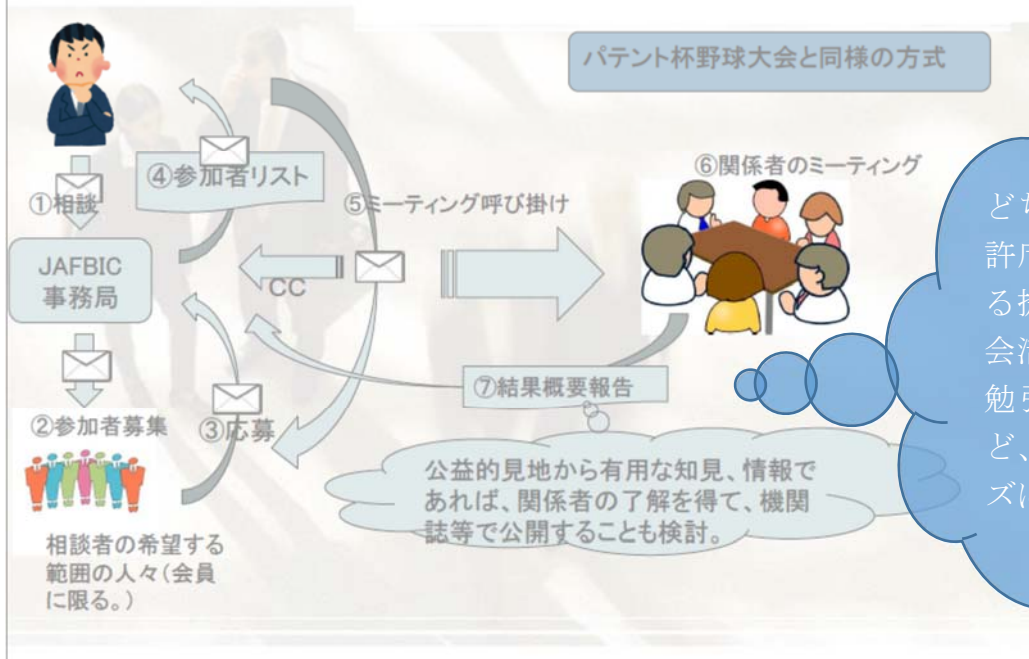 パテント杯野球大会と同様の方式
①相談
④参加者リスト
⑤ミーティング呼び掛け
⑥関係者のミーティング
JAFBIC
事務局
CC
②参加者募集
③応募
⑦結果概要報告
公益的見地から有用な知見、情報で
あれば、関係者の了解を得て、機関
誌等で公開することも検討。
相談者の希望する
範囲の人々(会員
に限る。)
許庁
会
勉
ど、
ズに